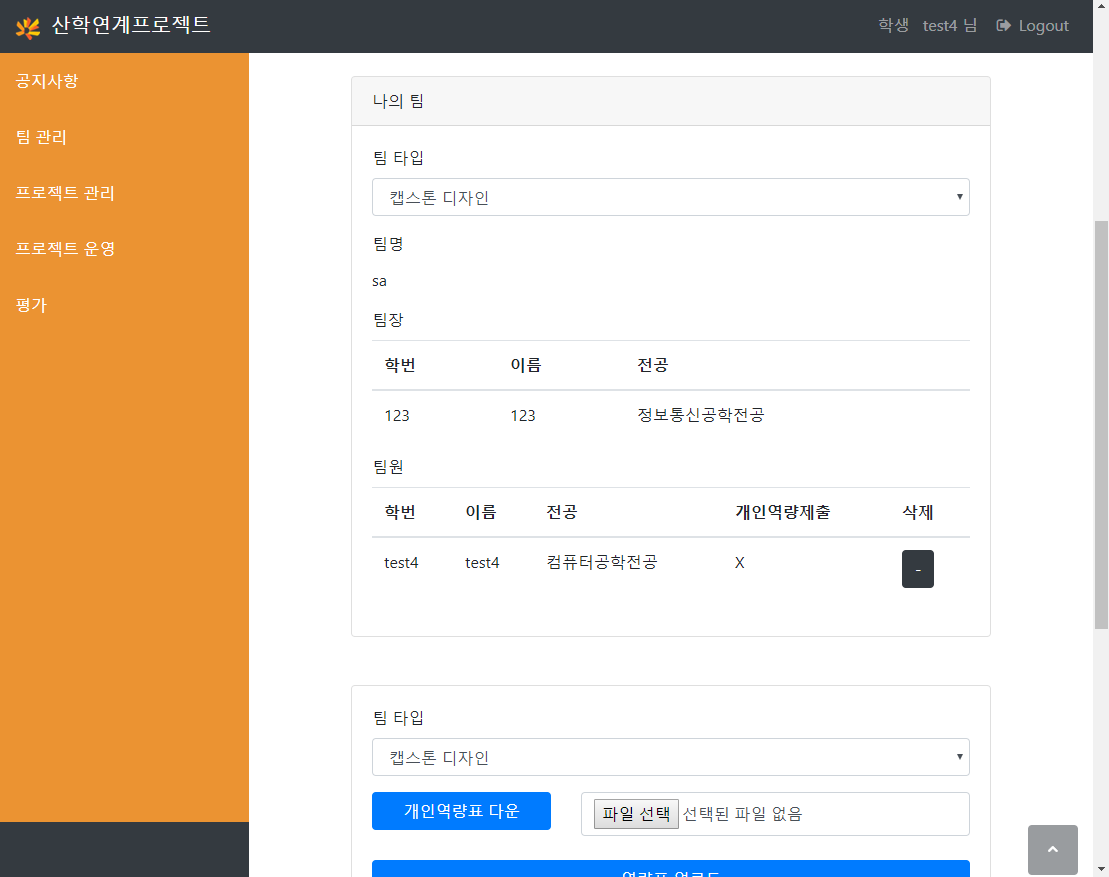 산학연계프로젝트
학생 test4 님 Logout
공지사항
팀 관리
프로젝트 관리
프로젝트 운영
평가
나의 팀
팀 타입
캡스톤 디자인
팀명
sa
팀장
학번 이름 전공
123 123 정보통신공학전공
팀원
학번 이름 전공 개인역량제출 삭제
test4 test4 컴퓨터공학전공 X -
팀 타입
캡스톤 디자인
개인역량표 다운 파일 선택 선택된 파일 없음
역량표 업로드